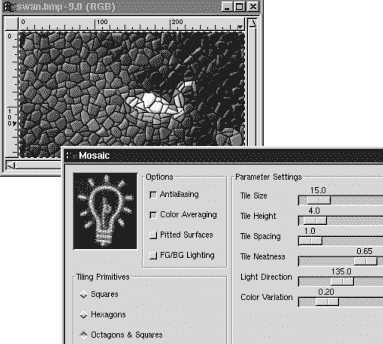 swan.bmp-9.0 (RGB)
0 100 200
0
100
Mosaic
Options
Antialiasing
Color Averaging
Pitted Surfaces
FG/BG Lighting
Tiling Primitives
Squares
Hexagons
Octagons & Squares
Parameter Settings
Tile Size 15.0
Tile Height 4.0
Tile Spacing 1.0
Tile Neatness 0.65
Light Direction 135.0
Color Variation 0.20